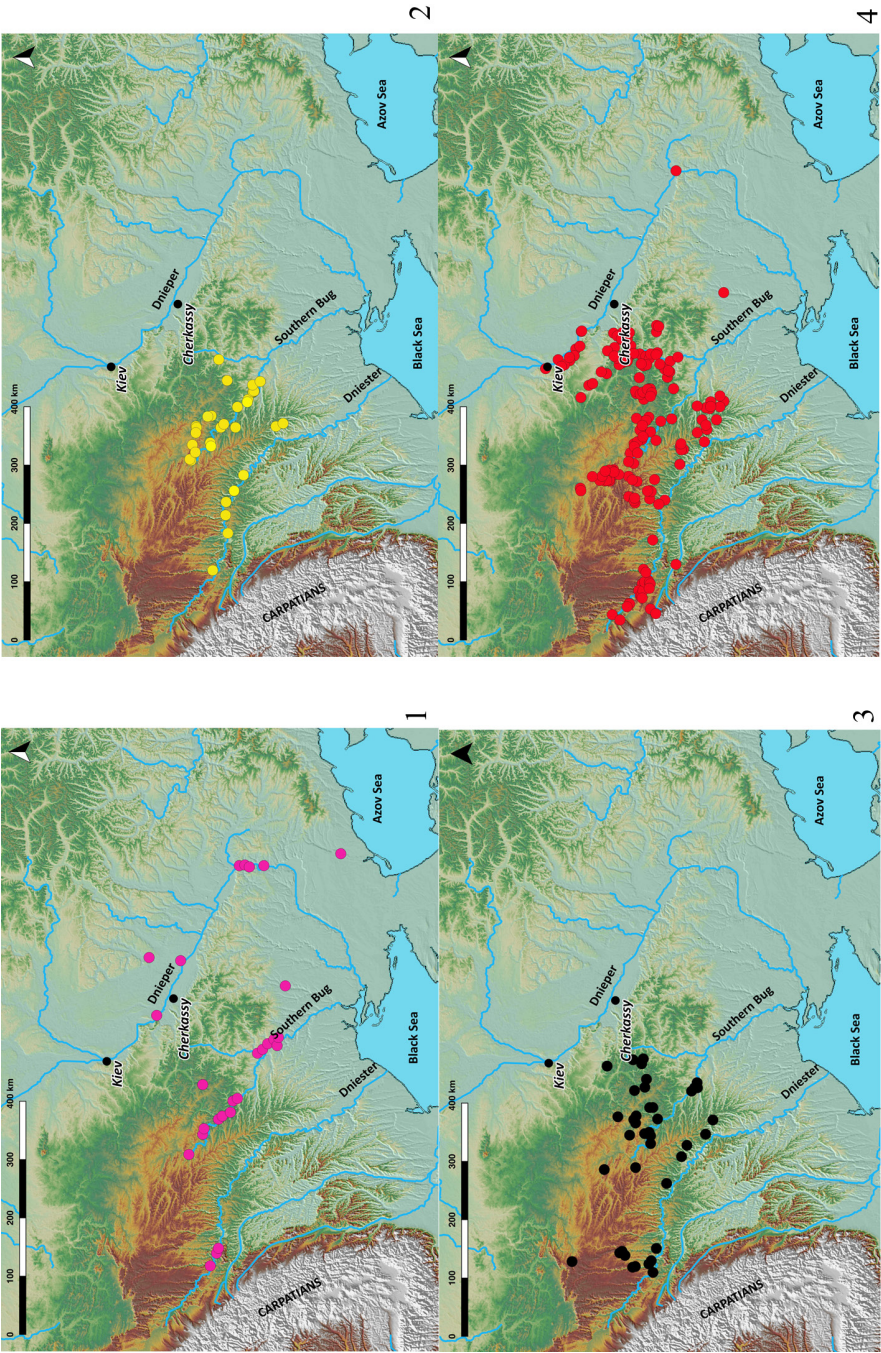 0 100 200 300 400 km
Kiev
Dnieper
Cherkassy
Southern Bug
Dniester
CARPATIANS
Black Sea
Azov Sea
1
0 100 200 300 400 km
Kiev
Dnieper
Cherkassy
Southern Bug
Dniester
CARPATIANS
Black Sea
Azov Sea
2
0 100 200 300 400 km
Kiev
Dnieper
Cherkassy
Southern Bug
Dniester
CARPATIANS
Black Sea
Azov Sea
3
0 100 200 300 400 km
Kiev
Dnieper
Cherkassy
Southern Bug
Dniester
CARPATIANS
Black Sea
Azov Sea
4